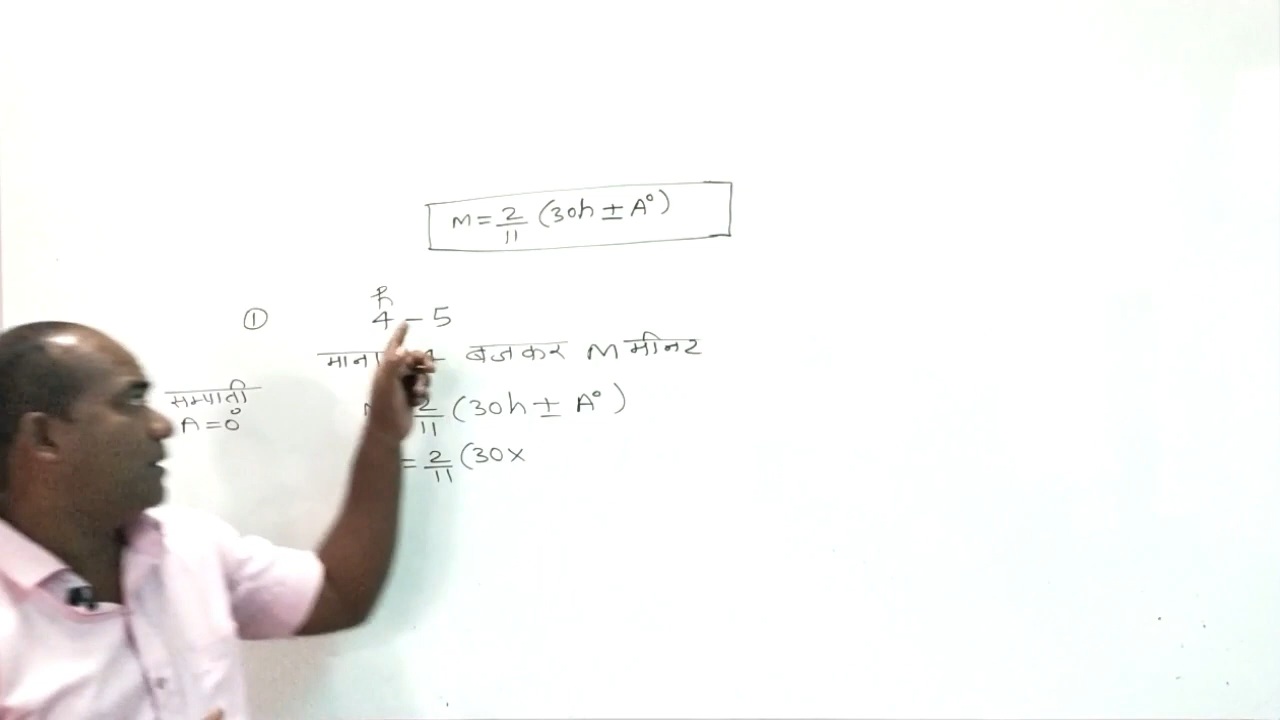 M = 2/11 (30h ± A°)
①
h
4 – 5
माना बजकर M मीनट
सम्पाती
A = 0°
2/11 (30h ± A°)
= 2/11 (30 ×